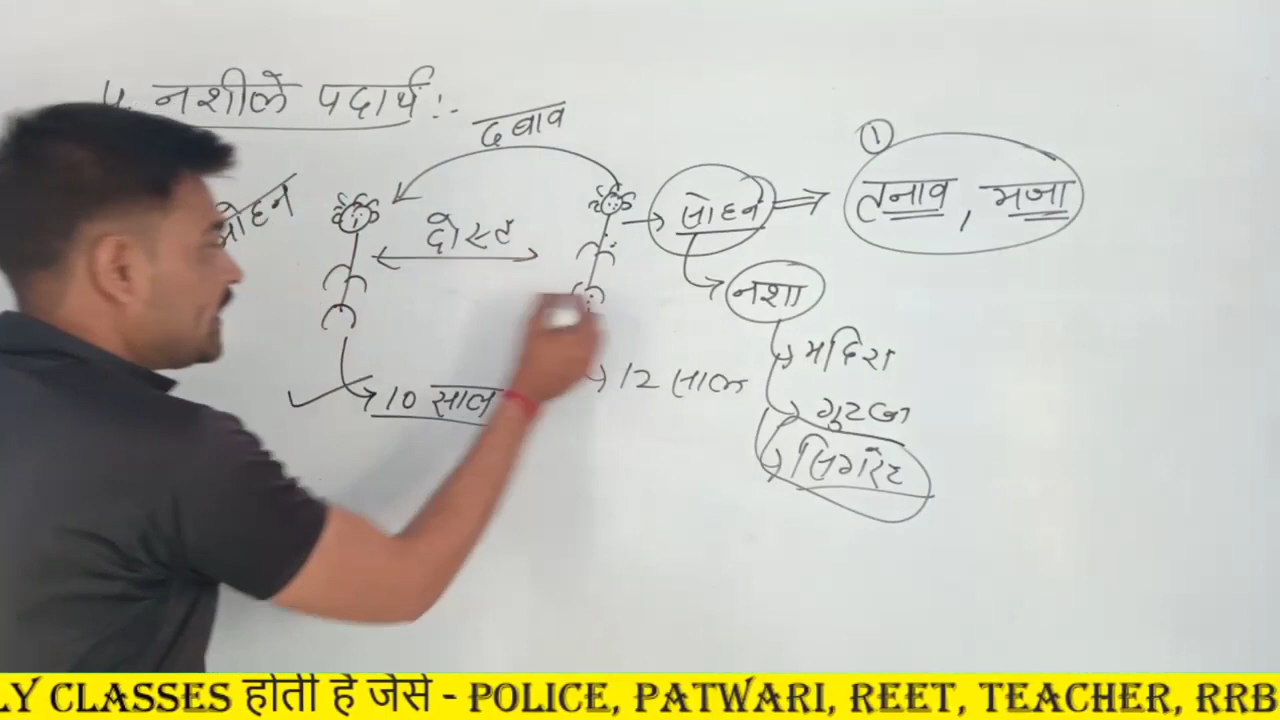 4. नशीले पदार्थ :-
दबाव
मोहन
दोस्त
सोहन
①
तनाव, मजा
नशा
मदिरा
10 साल
12 साल
गुटखा
सिगरेट
LY CLASSES होती है जैसे - POLICE, PATWARI, REET, TEACHER, RRB